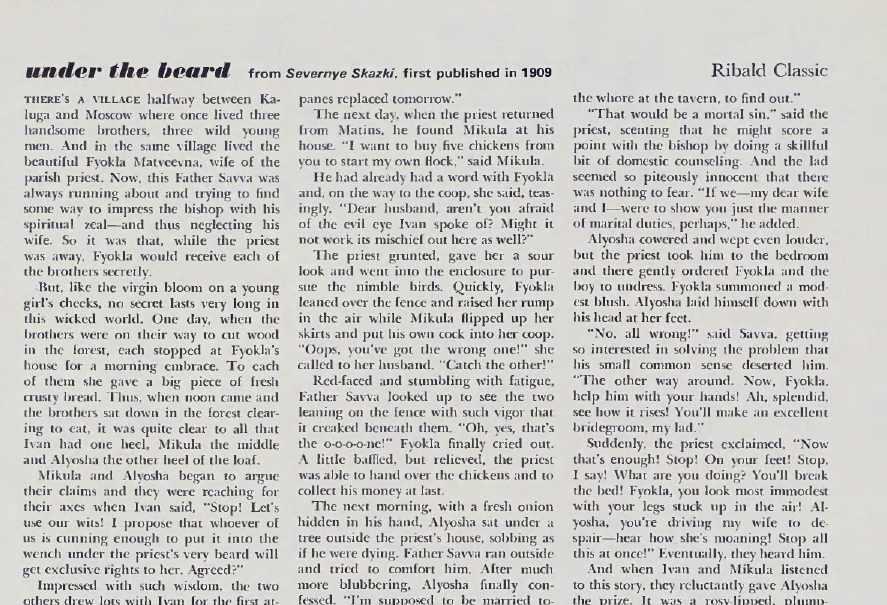 under the beard from Severnye Skazki, first published in 1909
Ribald Classic
THERE'S A VILLAGE halfway between Ka-
luga and Moscow where once lived three
handsome brothers, three wild young
men. And in the same village lived the
beautiful Fyokla Matveevna, wife of the
parish priest. Now, this Father Savva was
always running about and trying to find
some way to impress the bishop with his
spiritual zeal—and thus neglecting his
wife. So it was that, while the priest
was away, Fyokla would receive each of
the brothers secretly.
But, like the virgin bloom on a young
girl's cheeks, no secret lasts very long in
this wicked world. One day, when the
brothers were on their way to cut wood
in the forest, each stopped at Fyokla's
house for a morning embrace. To each
of them she gave a big piece of fresh
crusty bread. Thus, when noon came and
the brothers sat down in the forest clear-
ing to eat, it was quite clear to all that
Ivan had one heel, Mikula the middle
and Alyosha the other heel of the loaf.
Mikula and Alyosha began to argue
their claims and they were reaching for
their axes when Ivan said, "Stop! Let's
use our wits! I propose that whoever of
us is cunning enough to put it into the
wench under the priest's very beard will
get exclusive rights to her. Agreed?"
Impressed with such wisdom, the two
others drew lots with Ivan for the first at-
panes replaced tomorrow."
The next day, when the priest returned
from Matins, he found Mikula at his
house. "I want to buy five chickens from
you to start my own flock," said Mikula.
He had already had a word with Fyokla
and, on the way to the coop, she said, teas-
ingly, "Dear husband, aren't you afraid
of the evil eye Ivan spoke of? Might it
not work its mischief out here as well?"
The priest grunted, gave her a sour
look and went into the enclosure to pur-
sue the nimble birds. Quickly, Fyokla
leaned over the fence and raised her rump
in the air while Mikula flipped up her
skirts and put his own cock into her coop.
"Oops, you've got the wrong one!" she
called to her husband. "Catch the other!"
Red-faced and stumbling with fatigue,
Father Savva looked up to see the two
leaning on the fence with such vigor that
it creaked beneath them. "Oh, yes, that's
the o-o-o-o-ne!" Fyokla finally cried out.
A little baffled, but relieved, the priest
was able to hand over the chickens and to
collect his money at last.
The next morning, with a fresh onion
hidden in his hand, Alyosha sat under a
tree outside the priest's house, sobbing as
if he were dying. Father Savva ran outside
and tried to comfort him. After much
more blubbering, Alyosha finally con-
fessed. "I'm supposed to be married to-
the whore at the tavern, to find out."
"That would be a mortal sin," said the
priest, scenting that he might score a
point with the bishop by doing a skillful
bit of domestic counseling. And the lad
seemed so piteously innocent that there
was nothing to fear. "If we—my dear wife
and I—were to show you just the manner
of marital duties, perhaps," he added.
Alyosha cowered and wept even louder,
but the priest took him to the bedroom
and there gently ordered Fyokla and the
boy to undress. Fyokla summoned a mod-
est blush. Alyosha laid himself down with
his head at her feet.
"No, all wrong!" said Savva, getting
so interested in solving the problem that
his small common sense deserted him.
"The other way around. Now, Fyokla,
help him with your hands! Ah, splendid,
see how it rises! You'll make an excellent
bridegroom, my lad."
Suddenly, the priest exclaimed, "Now
that's enough! Stop! On your feet! Stop,
I say! What are you doing? You'll break
the bed! Fyokla, you look most immodest
with your legs stuck up in the air! Al-
yosha, you're driving my wife to de-
spair—hear how she's moaning! Stop all
this at once!" Eventually, they heard him.
And when Ivan and Mikula listened
to this story, they reluctantly gave Alyosha
the prize. It was a rosy-lipped, plump-